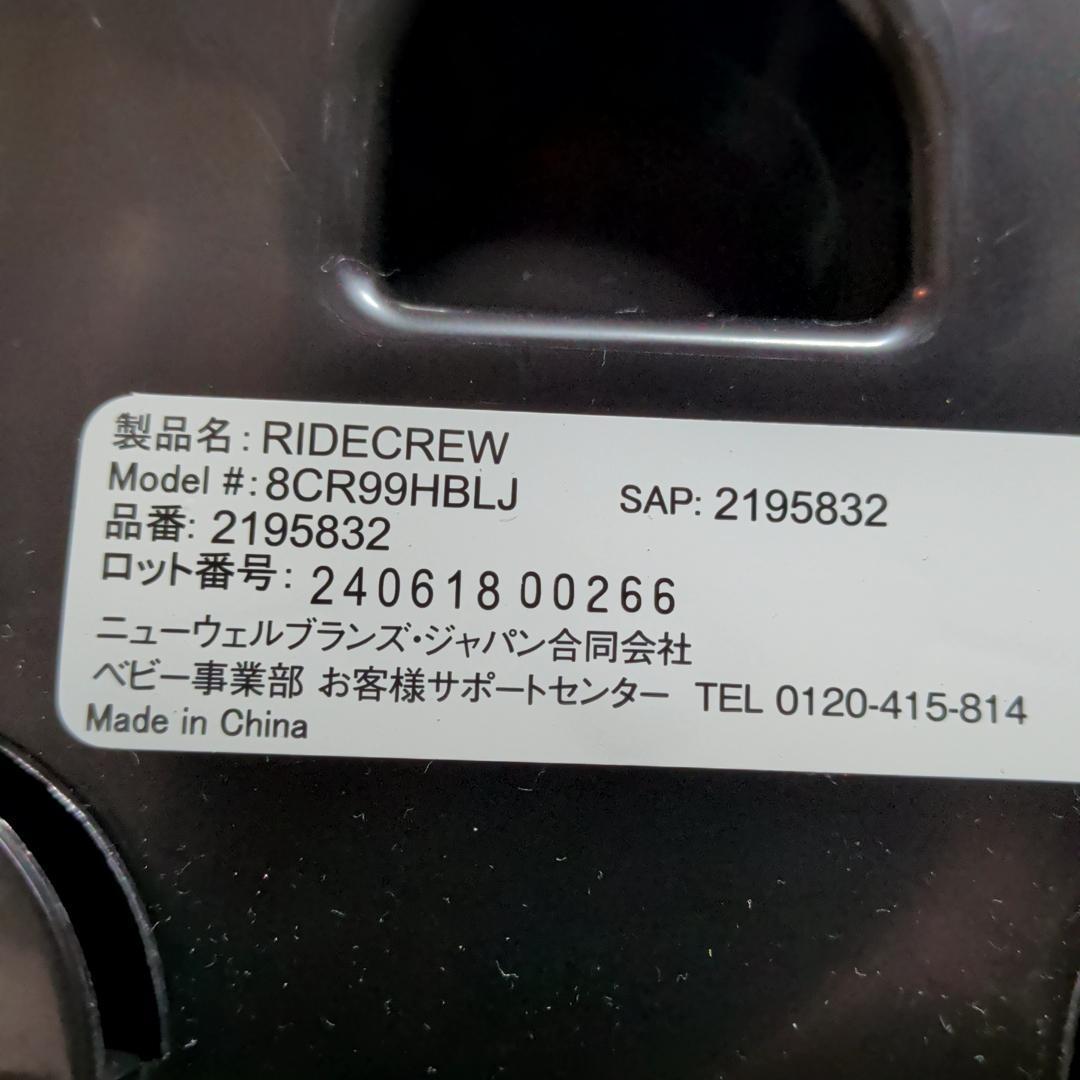 製品名: RIDECREW
Model #: 8CR99HBLJ SAP: 2195832
品番: 2195832
ロット番号: 240618 00266
ニューウェルブランズ・ジャパン合同会社
ベビー事業部 お客様サポートセンター TEL 0120-415-814
Made in China